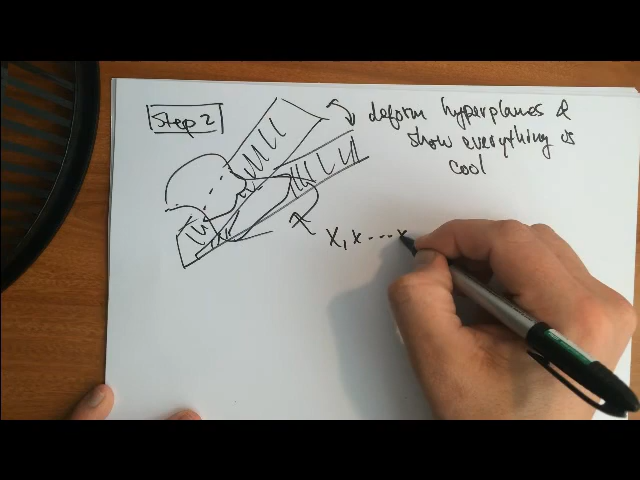 Step 2
deform hyperplanes &
show everything is
cool
X
X, x ... x